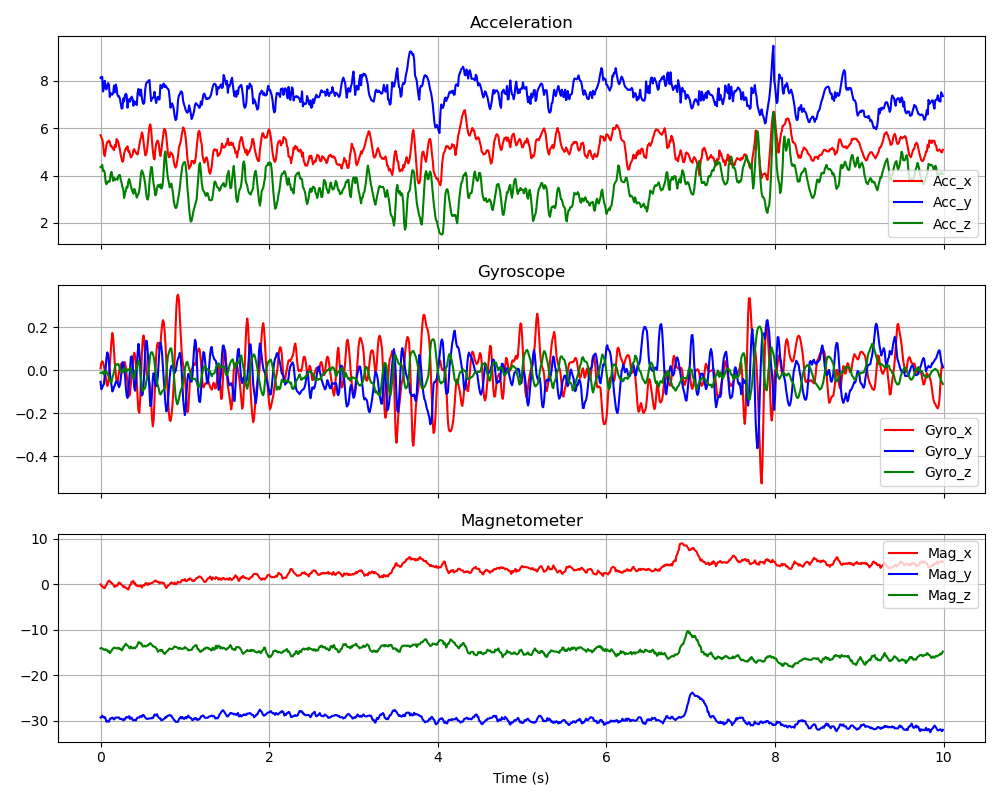 Acceleration
8
6
4
2
Acc_x
Acc_y
Acc_z
Gyroscope
0.2
0.0
−0.2
−0.4
Gyro_x
Gyro_y
Gyro_z
Magnetometer
10
0
−10
−20
−30
Mag_x
Mag_y
Mag_z
0 2 4 6 8 10
Time (s)